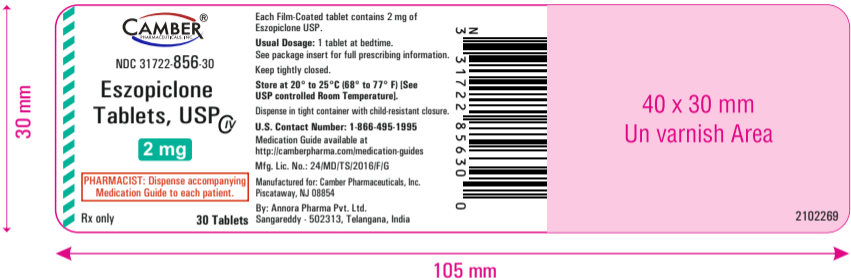 CAMBER®
PHARMACEUTICALS, INC.
NDC 31722-856-30
Eszopiclone
Tablets, USP CIV
2 mg
PHARMACIST: Dispense accompanying
Medication Guide to each patient.
Rx only 30 Tablets
Each Film-Coated tablet contains 2 mg of
Eszopiclone USP.
Usual Dosage: 1 tablet at bedtime.
See package insert for full prescribing information.
Keep tightly closed.
Store at 20° to 25°C (68° to 77° F) [See
USP controlled Room Temperature].
Dispense in tight container with child-resistant closure.
U.S. Contact Number: 1-866-495-1995
Medication Guide available at
http://camberpharma.com/medication-guides
Mfg. Lic. No.: 24/MD/TS/2016/F/G
Manufactured for: Camber Pharmaceuticals, Inc.
Piscataway, NJ 08854
By: Annora Pharma Pvt. Ltd.
Sangareddy - 502313, Telangana, India
N
3 31722 85630 0
40 x 30 mm
Un varnish Area
2102269
30 mm
105 mm